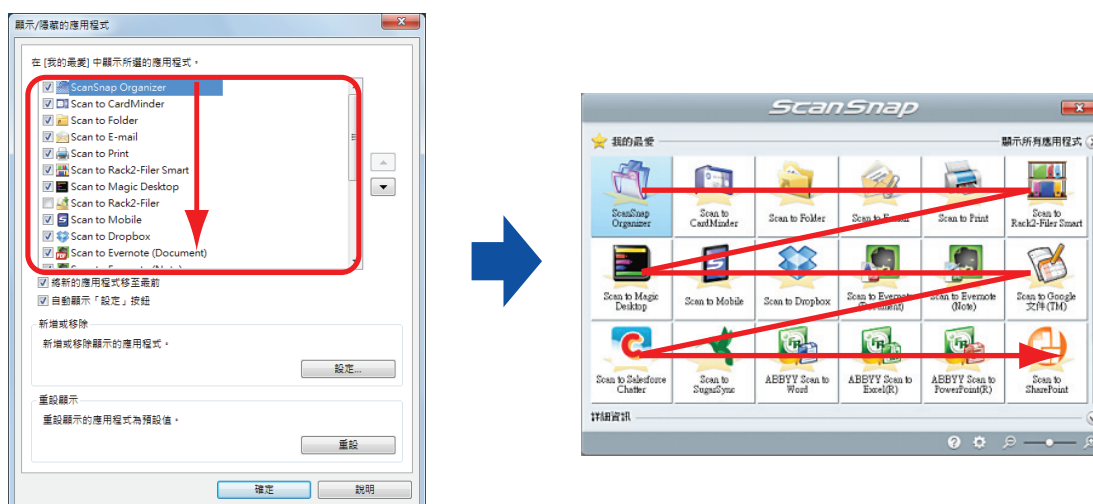 顯示/隱藏的應用程式
在 [我的最愛] 中顯示所選的應用程式。
ScanSnap Organizer
Scan to CardMinder
Scan to Folder
Scan to E-mail
Scan to Print
Scan to Rack2-Filer Smart
Scan to Magic Desktop
Scan to Rack2-Filer
Scan to Mobile
Scan to Dropbox
Scan to Evernote (Document)
將新的應用程式移至最前
自動顯示「設定」按鈕
新增或移除
新增或移除顯示的應用程式。
設定...
重設顯示
重設顯示的應用程式為預設值。
重設
確定
說明
ScanSnap
我的最愛
顯示所有應用程式
ScanSnap
Organizer
Scan to
CardMinder
Scan to Folder
Scan to E-mail
Scan to Print
Scan to
Rack2-Filer Smart
Scan to Magic
Desktop
Scan to Mobile
Scan to Dropbox
Scan to Evernote
(Document)
Scan to Evernote
(Note)
Scan to Google
文件(TM)
Scan to Salesforce
Chatter
Scan to
SugarSync
ABBYY Scan to
Word
ABBYY Scan to
Excel(R)
ABBYY Scan to
PowerPoint(R)
Scan to
SharePoint
詳細資訊